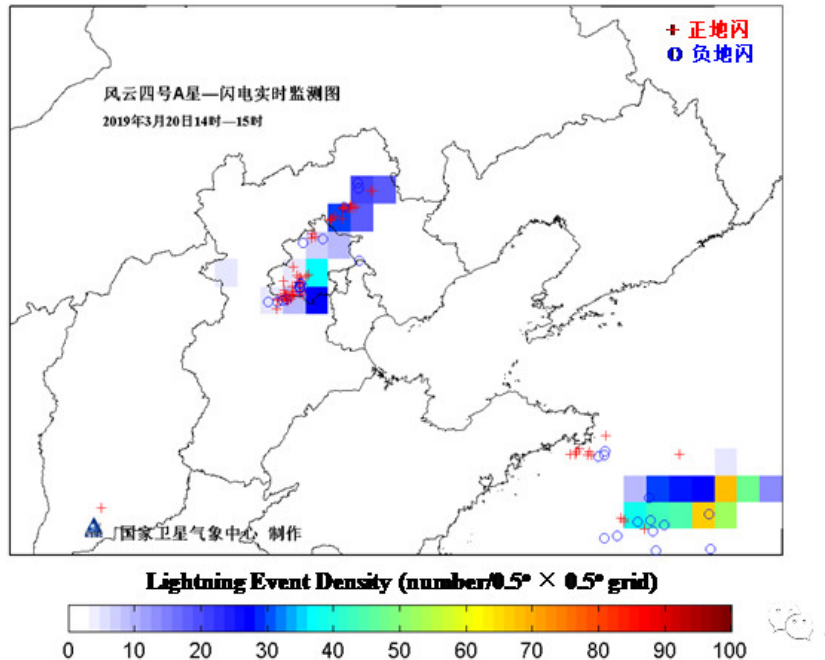 + 正地闪
o 负地闪
风云四号A星—闪电实时监测图
2019年3月20日14时—15时
国家卫星气象中心 制作
Lightning Event Density (number/0.5° × 0.5° grid)
0 10 20 30 40 50 60 70 80 90 100